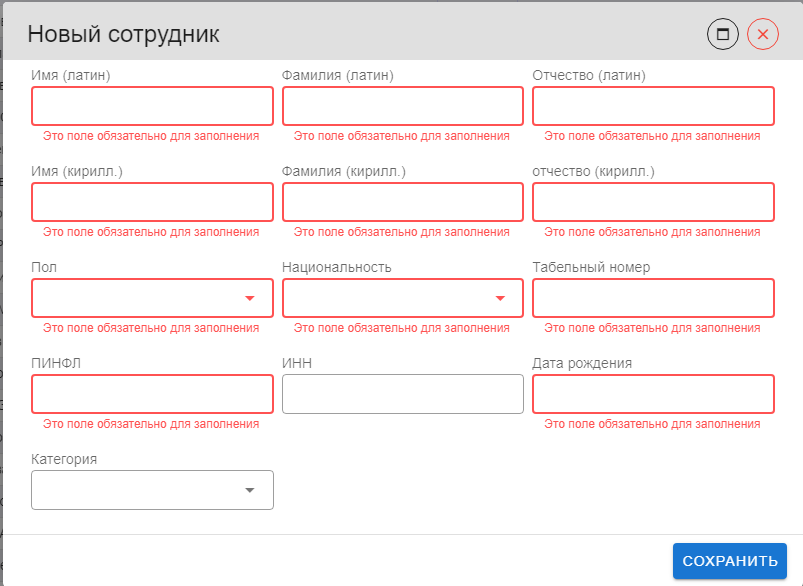 Новый сотрудник
Имя (латин) Фамилия (латин) Отчество (латин)
Это поле обязательно для заполнения Это поле обязательно для заполнения Это поле обязательно для заполнения
Имя (кирилл.) Фамилия (кирилл.) отчество (кирилл.)
Это поле обязательно для заполнения Это поле обязательно для заполнения Это поле обязательно для заполнения
Пол Национальность Табельный номер
Это поле обязательно для заполнения Это поле обязательно для заполнения Это поле обязательно для заполнения
ПИНФЛ ИНН Дата рождения
Это поле обязательно для заполнения Это поле обязательно для заполнения
Категория
СОХРАНИТЬ